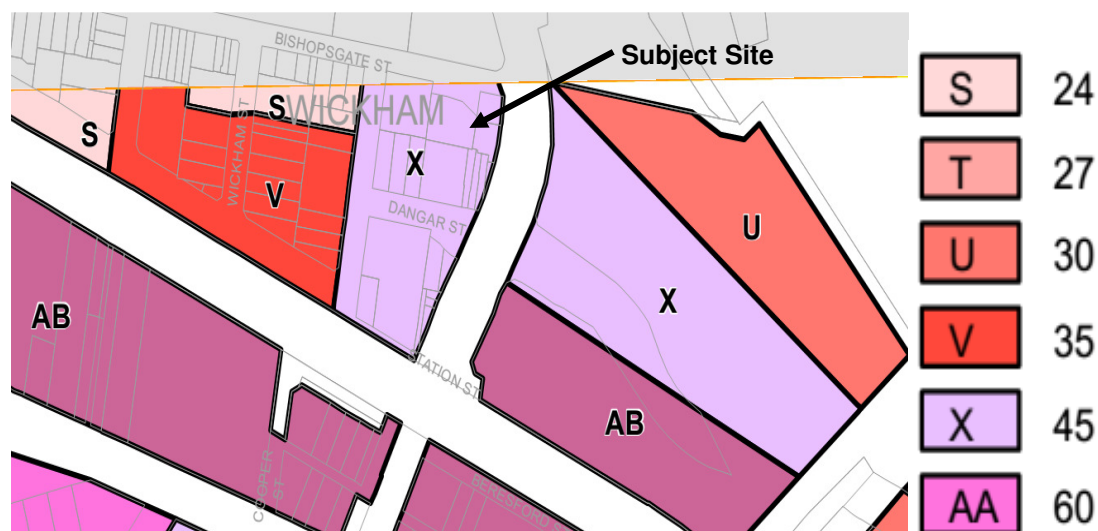 BISHOPSGATE ST
Subject Site
S
WICKHAM
S
X
WICKHAM ST
V
DANGAR ST
U
X
AB
STATION ST
AB
COOPER ST
BERESFORD
S 24
T 27
U 30
V 35
X 45
AA 60